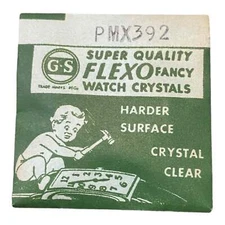 PMX392
G-S
TRADE MARKS REG.
SUPER QUALITY
FLEXO FANCY
WATCH CRYSTALS
HARDER
SURFACE
CRYSTAL
CLEAR